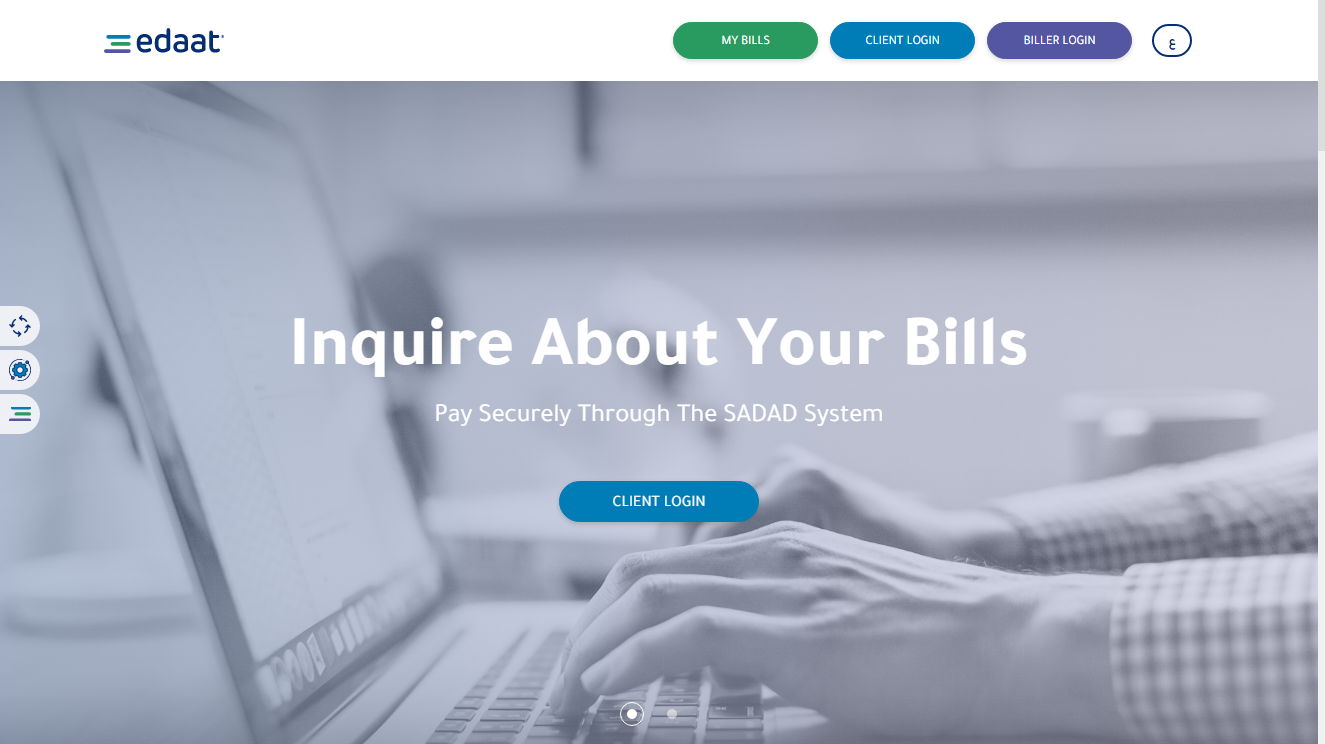 edaat
MY BILLS
CLIENT LOGIN
BILLER LOGIN
ع
Inquire About Your Bills
Pay Securely Through The SADAD System
CLIENT LOGIN